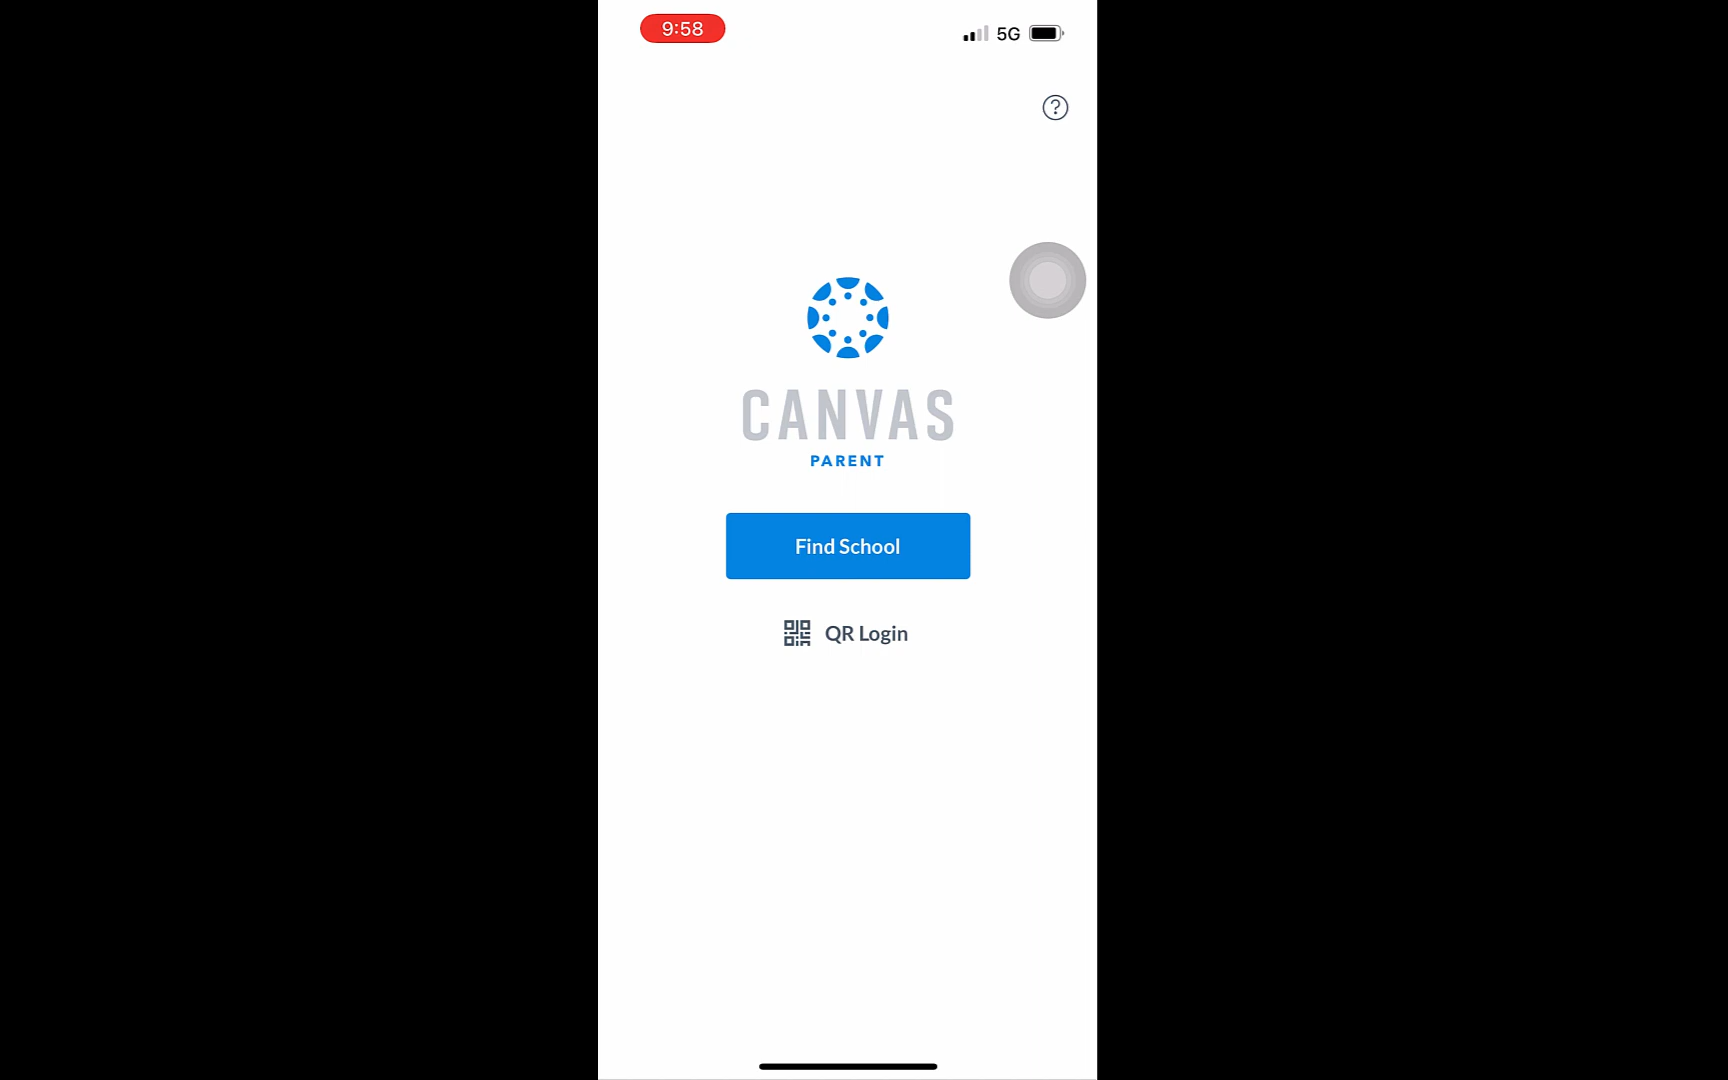 9:58
5G
?
CANVAS
PARENT
Find School
QR Login